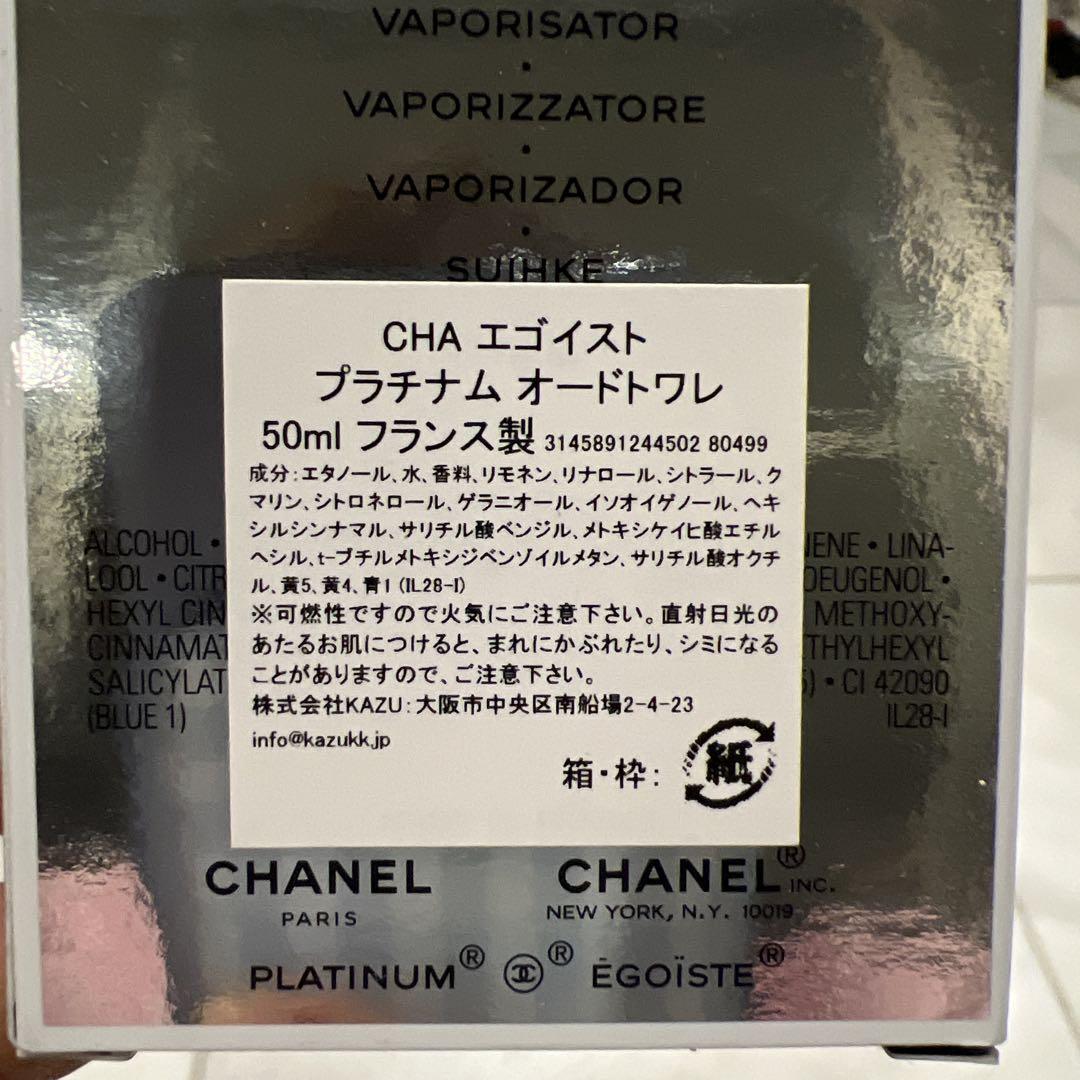 VAPORISATOR
•
VAPORIZZATORE
•
VAPORIZADOR
•
SUIHKE
CHA エゴイスト
プラチナム オードトワレ
50ml フランス製 3145891244502 80499
成分:エタノール、水、香料、リモネン、リナロール、シトラール、ク
マリン、シトロネロール、ゲラニオール、イソオイゲノール、ヘキ
シルシンナマル、サリチル酸ベンジル、メトキシケイヒ酸エチル
ヘシル、t-ブチルメトキシジベンゾイルメタン、サリチル酸オクチ
ル、黄5、黄4、青1 (IL28-I)
※可燃性ですので火気にご注意下さい。直射日光の
あたるお肌につけると、まれにかぶれたり、シミになる
ことがありますので、ご注意下さい。
株式会社KAZU:大阪市中央区南船場2-4-23
info@kazukk.jp
箱・枠: 紙
ALCOHOL • NENE • LINA-
LOOL • CITR OEUGENOL •
HEXYL CIN METHOXY-
CINNAMAT THYLHEXYL
SALICYLAT ) • CI 42090
(BLUE 1) IL28-I
CHANEL CHANEL® INC.
PARIS NEW YORK, N.Y. 10019
PLATINUM® ® ÉGOÏSTE®